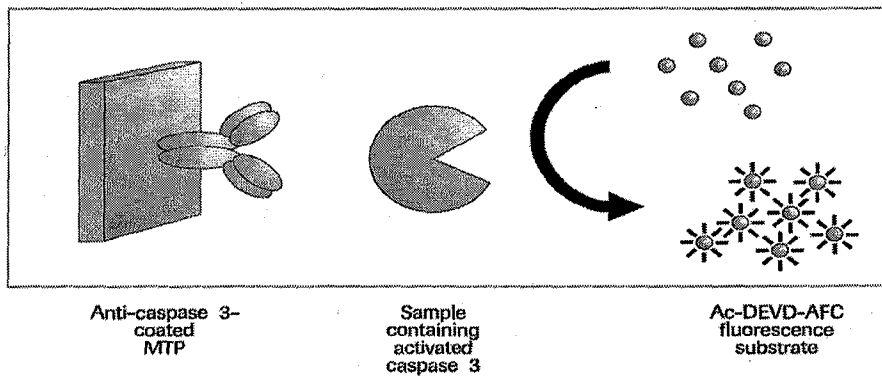 Anti-caspase 3-
coated
MTP
Sample
containing
activated
caspase 3
Ac-DEVD-AFC
fluorescence
substrate